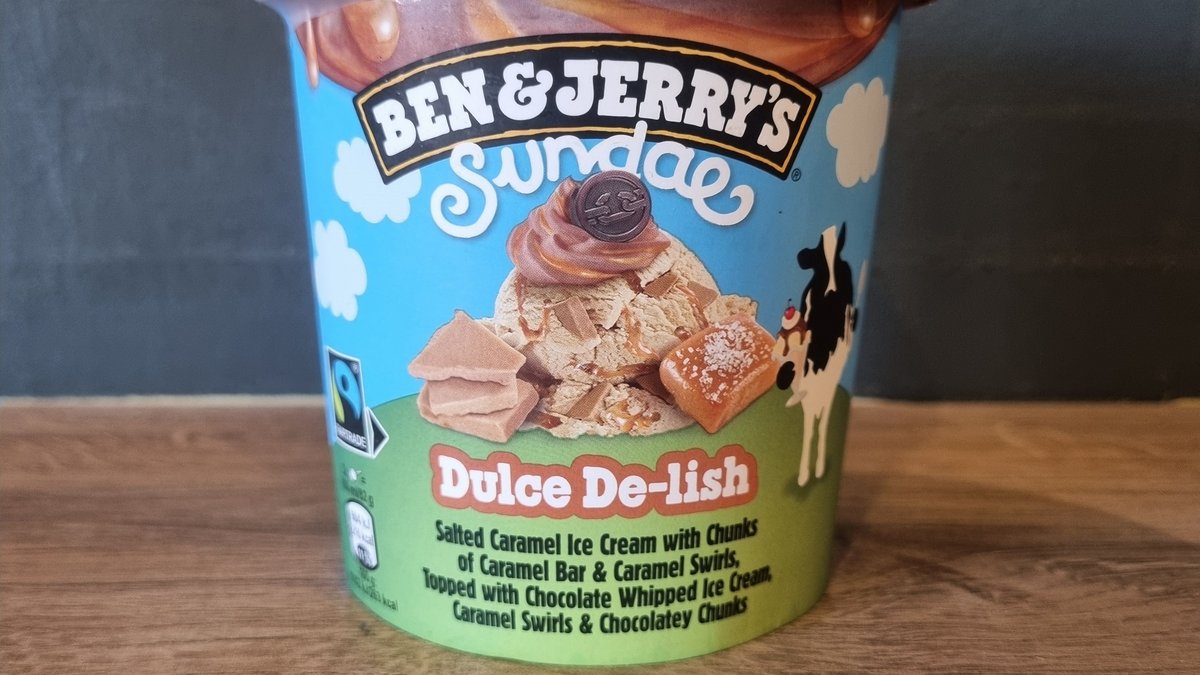 BEN & JERRY'S
Sundae
FAIRTRADE
Dulce De-lish
Salted Caramel Ice Cream with Chunks
of Caramel Bar & Caramel Swirls,
Topped with Chocolate Whipped Ice Cream,
Caramel Swirls & Chocolatey Chunks